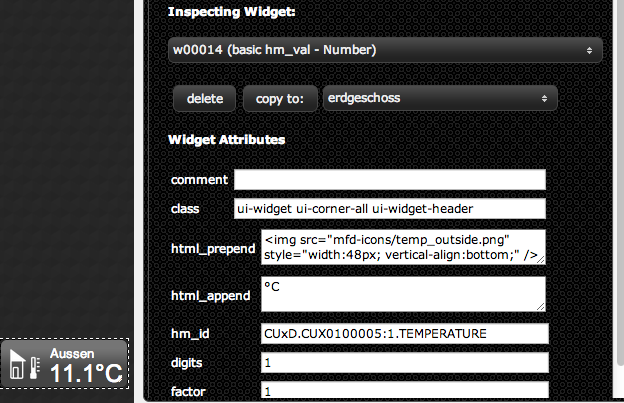 Inspecting Widget:
w00014 (basic hm_val - Number)
delete
copy to:
erdgeschoss
Widget Attributes
comment
class
ui-widget ui-corner-all ui-widget-header
html_prepend
<img src="mfd-icons/temp_outside.png"
style="width:48px; vertical-align:bottom;" />
html_append
°C
hm_id
CUxD.CUX0100005:1.TEMPERATURE
digits
1
factor
1
Aussen
11.1°C